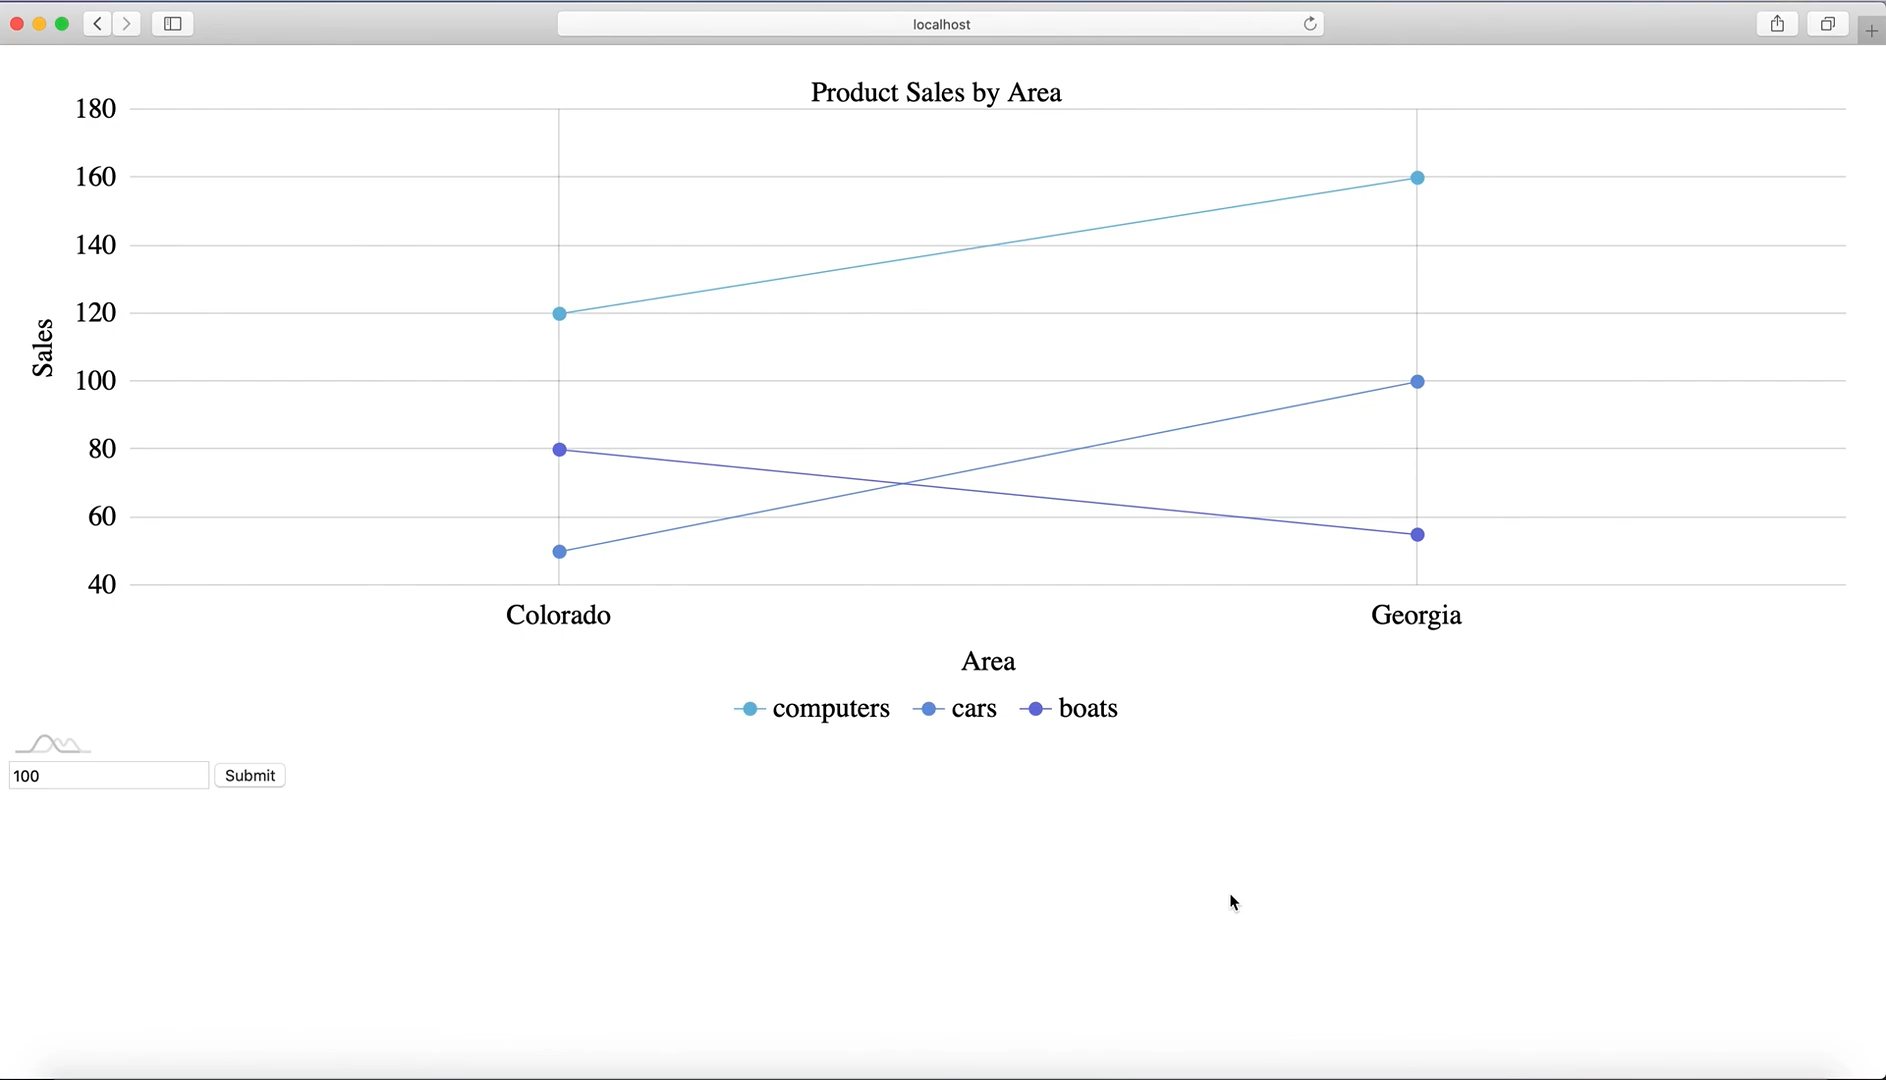 localhost
Product Sales by Area
180
160
140
120
100
80
60
40
Sales
Colorado Georgia
Area
computers cars boats
100 Submit